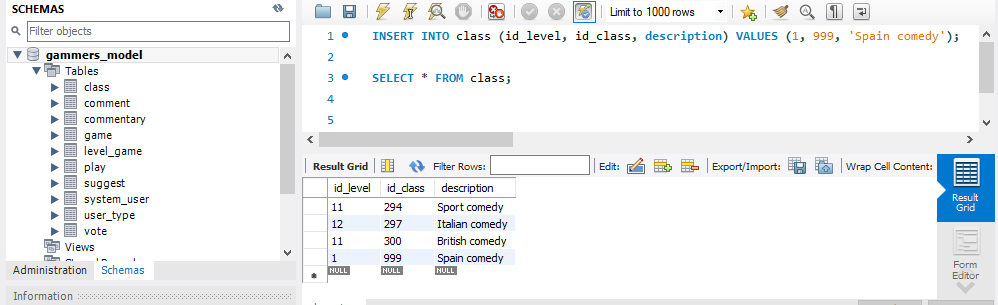 SCHEMAS
Filter objects
gammers_model
Tables
class
comment
commentary
game
level_game
play
suggest
system_user
user_type
vote
Views
Administration Schemas
Information
Limit to 1000 rows
1 INSERT INTO class (id_level, id_class, description) VALUES (1, 999, 'Spain comedy');
2
3 SELECT * FROM class;
4
5
Result Grid Filter Rows: Edit: Export/Import: Wrap Cell Content:
id_level id_class description
11 294 Sport comedy
12 297 Italian comedy
11 300 British comedy
1 999 Spain comedy
NULL NULL NULL
Result
Grid
Form
Editor